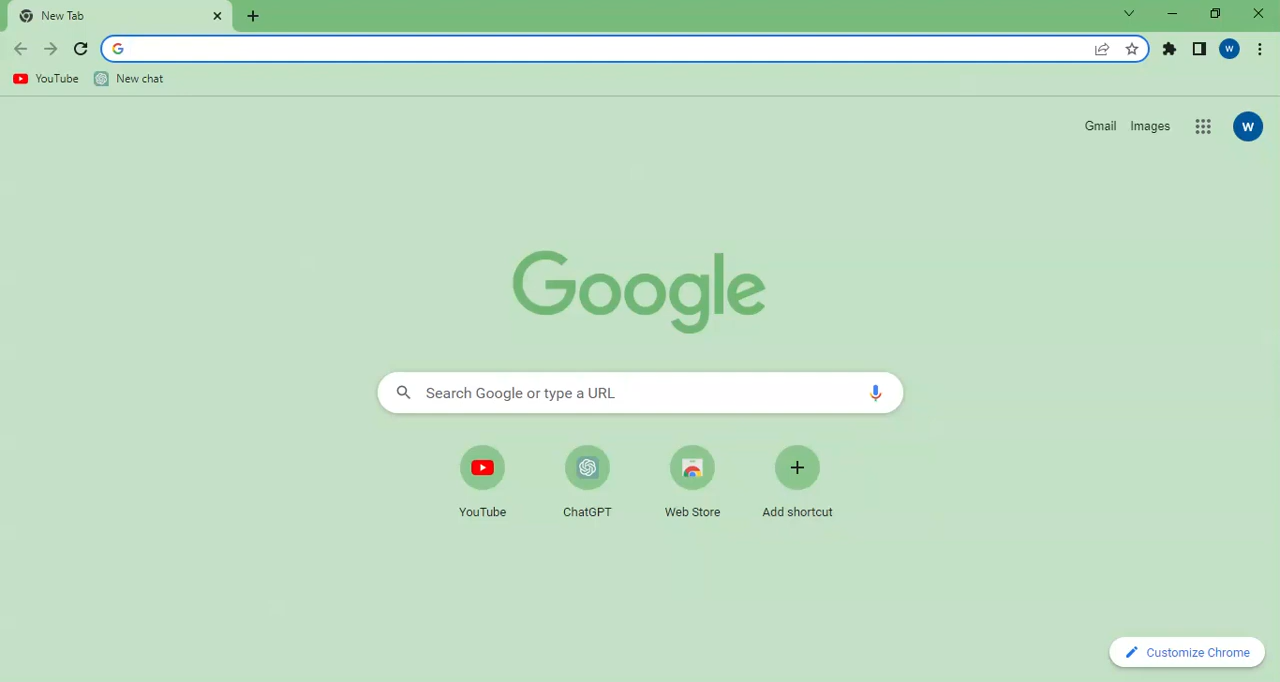 New Tab
YouTube
New chat
Gmail
Images
W
W
Google
Search Google or type a URL
YouTube
ChatGPT
Web Store
Add shortcut
Customize Chrome